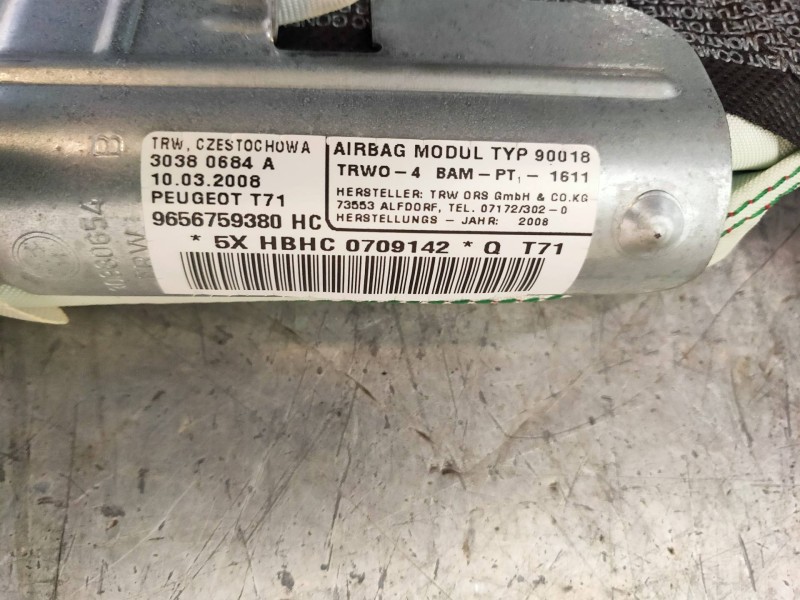 TRW, CZESTOCHOWA
3038 0684 A
10.03.2008
PEUGEOT T71
9656759380 HC
AIRBAG MODUL TYP 90018
TRWO-4 BAM-PT₁-1611
HERSTELLER: TRW ORS GmbH & CO.KG
73553 ALFDORF, TEL. 07172/302-0
HERSTELLUNGS - JAHR: 2008
* 5X HBHC 0709142 * Q T71
B
TRW